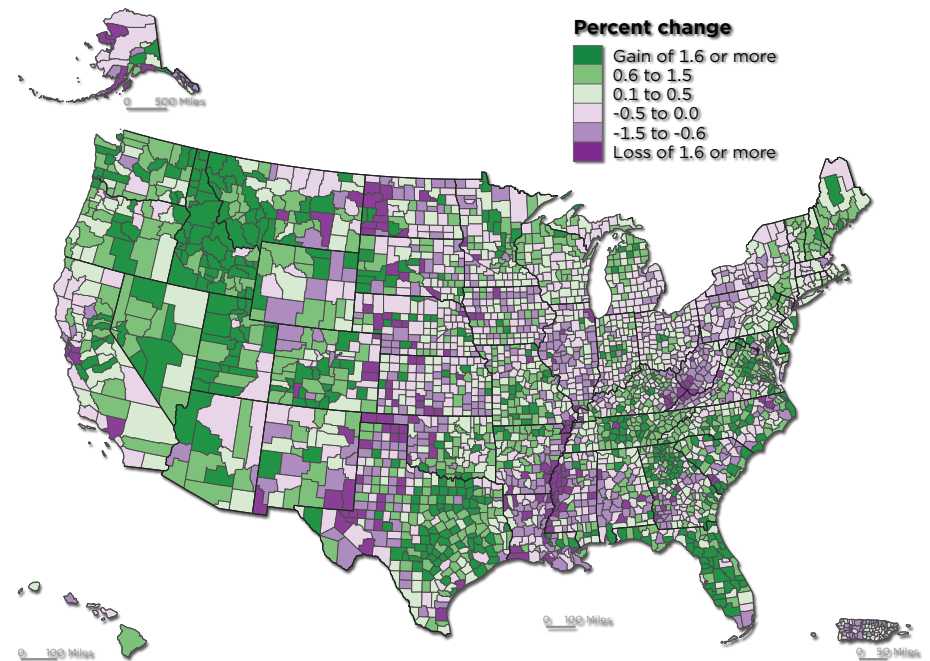 Percent change
Gain of 1.6 or more
0.6 to 1.5
0.1 to 0.5
-0.5 to 0.0
-1.5 to -0.6
Loss of 1.6 or more
0 500 Miles
0 100 Miles
0 100 Miles
0 50 Miles